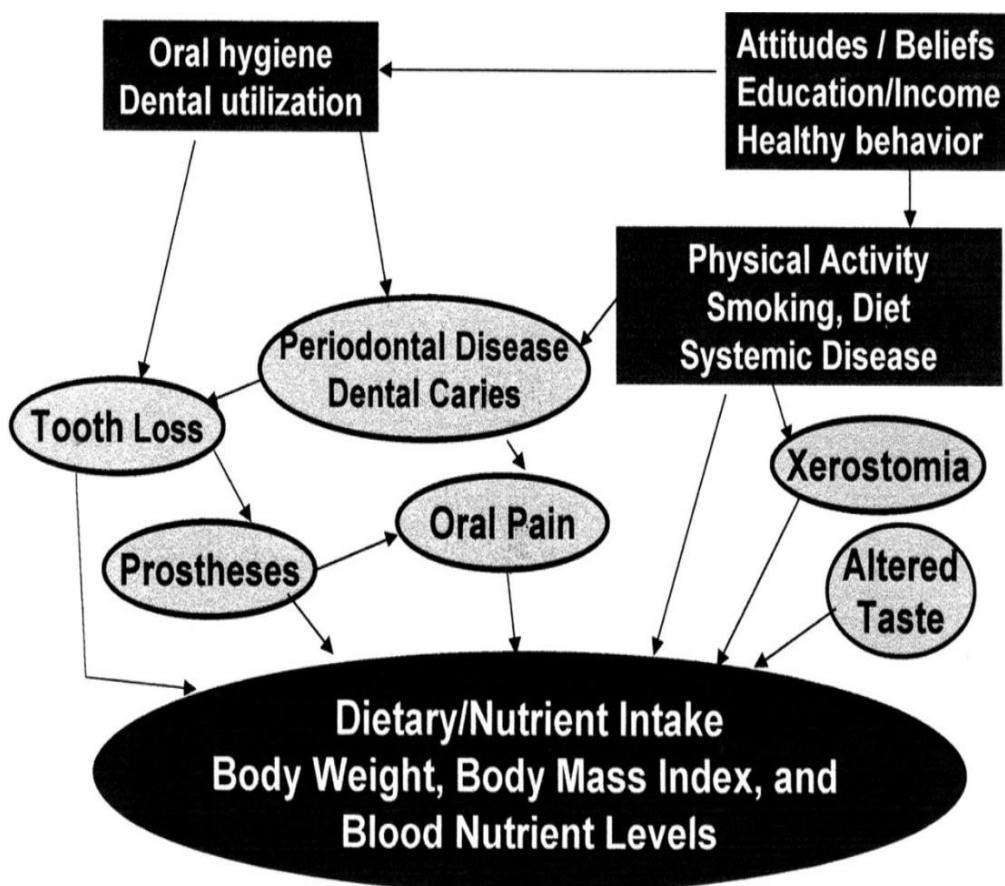 Oral hygiene
Dental utilization
Attitudes / Beliefs
Education/Income
Healthy behavior
Physical Activity
Smoking, Diet
Systemic Disease
Periodontal Disease
Dental Caries
Tooth Loss
Xerostomia
Oral Pain
Prostheses
Altered
Taste
Dietary/Nutrient Intake
Body Weight, Body Mass Index, and
Blood Nutrient Levels